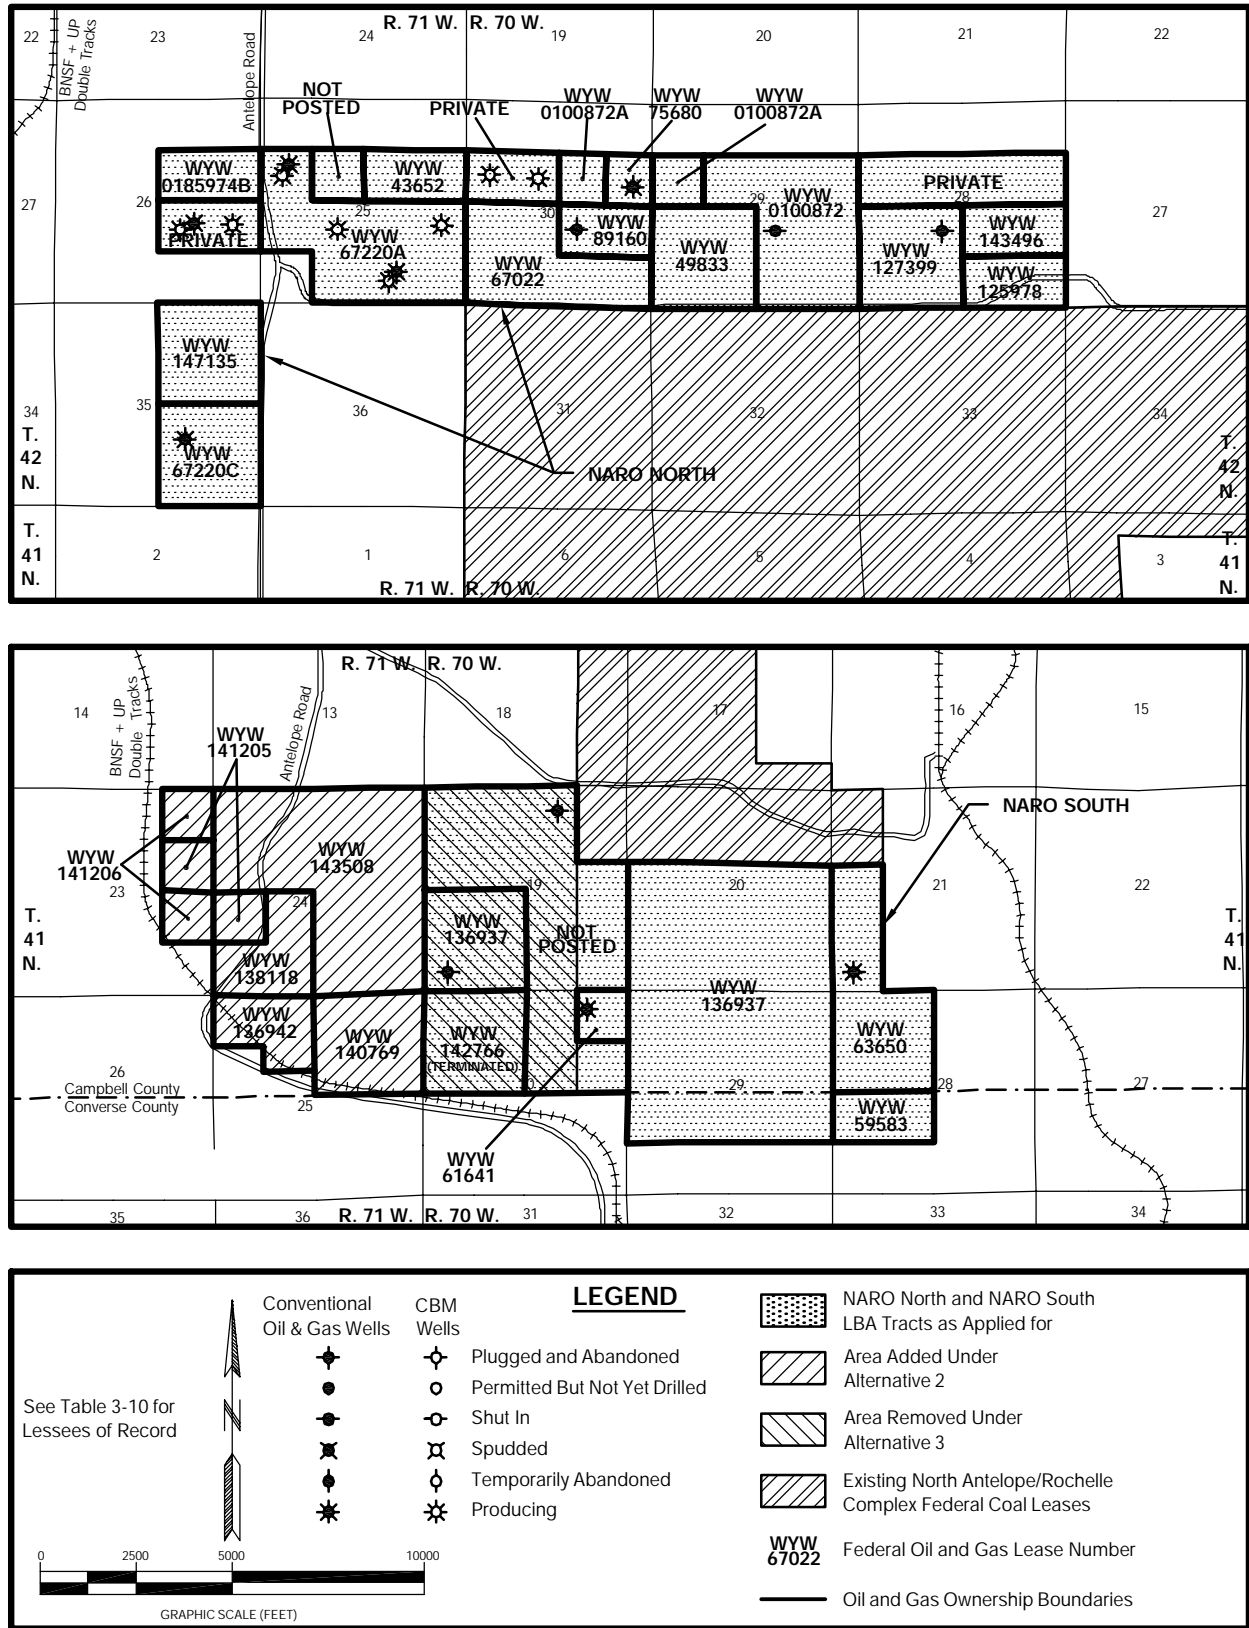 R. 71 W. R. 70 W.
22
23
24
19
20
21
22
BNSF + UP
Double Tracks
Antelope Road
NOT
POSTED
PRIVATE
WYW
0100872A
WYW
75680
WYW
0100872A
WYW
0185974B
WYW
43652
PRIVATE
27
26
25
30
29
28
27
PRIVATE
WYW
67220A
WYW
67022
WYW
89160
WYW
49833
WYW
0100872
WYW
127399
WYW
143496
WYW
125978
WYW
147135
34
35
36
31
32
33
34
T.
42
N.
WYW
67220C
NARO NORTH
T.
42
N.
T.
41
N.
2
1
6
5
4
3
T.
41
N.
R. 71 W. R. 70 W.
R. 71 W. R. 70 W.
14
13
18
17
16
15
BNSF + UP
Double Tracks
Antelope Road
WYW
141205
NARO SOUTH
WYW
141206
WYW
143508
23
24
19
20
21
22
T.
41
N.
WYW
136937
NOT
POSTED
T.
41
N.
WYW
138118
WYW
136937
WYW
136942
WYW
140769
WYW
142766
(TERMINATED)
WYW
63650
26
25
30
29
28
27
Campbell County
Converse County
WYW
59583
WYW
61641
35
36
R. 71 W. R. 70 W.
31
32
33
34
LEGEND
Conventional
Oil & Gas Wells
CBM
Wells
Plugged and Abandoned
Permitted But Not Yet Drilled
Shut In
Spudded
Temporarily Abandoned
Producing
See Table 3-10 for
Lessees of Record
0
2500
5000
10000
GRAPHIC SCALE (FEET)
NARO North and NARO South
LBA Tracts as Applied for
Area Added Under
Alternative 2
Area Removed Under
Alternative 3
Existing North Antelope/Rochelle
Complex Federal Coal Leases
WYW
67022
Federal Oil and Gas Lease Number
Oil and Gas Ownership Boundaries